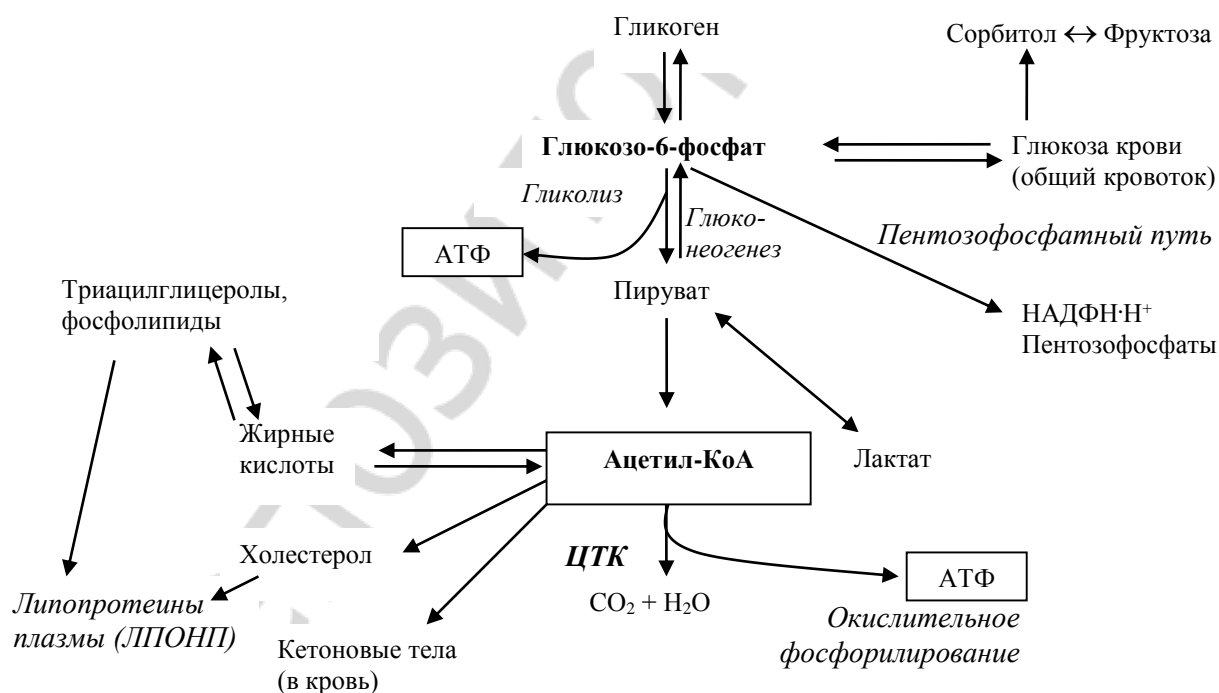 Гликоген
Сорбитол ↔ Фруктоза
Глюкозо-6-фосфат
Глюкоза крови
(общий кровоток)
Гликолиз
Глюко-
неогенез
Пентозофосфатный путь
АТФ
Пируват
Триацилглицеролы,
фосфолипиды
НАДФН·Н⁺
Пентозофосфаты
Жирные
кислоты
Ацетил-КоА
Лактат
Холестерол
ЦТК
АТФ
CO₂ + H₂O
Липопротеины
плазмы (ЛПОНП)
Окислительное
фосфорилирование
Кетоновые тела
(в кровь)